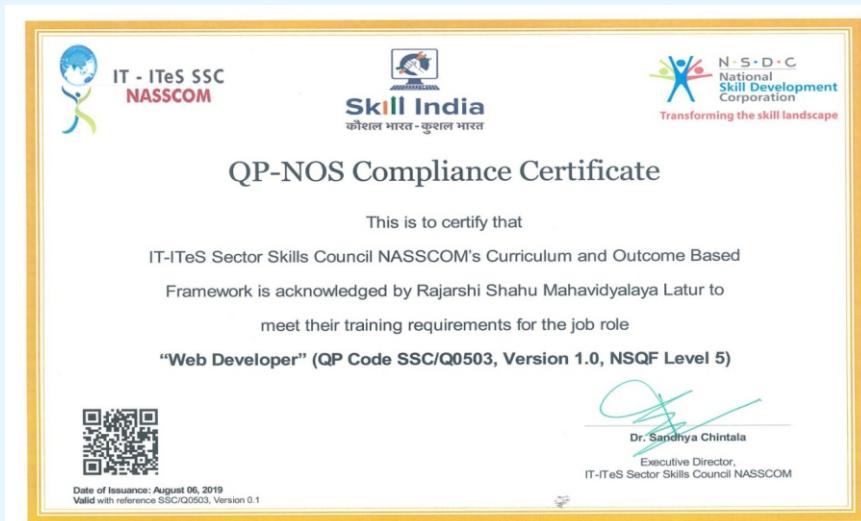 IT - ITeS SSC
NASSCOM
Skill India
कौशल भारत - कुशल भारत
N·S·D·C
National
Skill Development
Corporation
Transforming the skill landscape
QP-NOS Compliance Certificate
This is to certify that
IT-ITeS Sector Skills Council NASSCOM's Curriculum and Outcome Based
Framework is acknowledged by Rajarshi Shahu Mahavidyalaya Latur to
meet their training requirements for the job role
"Web Developer" (QP Code SSC/Q0503, Version 1.0, NSQF Level 5)
Dr. Sandhya Chintala
Executive Director,
IT-ITeS Sector Skills Council NASSCOM
Date of Issuance: August 06, 2019
Valid with reference SSC/Q0503, Version 0.1